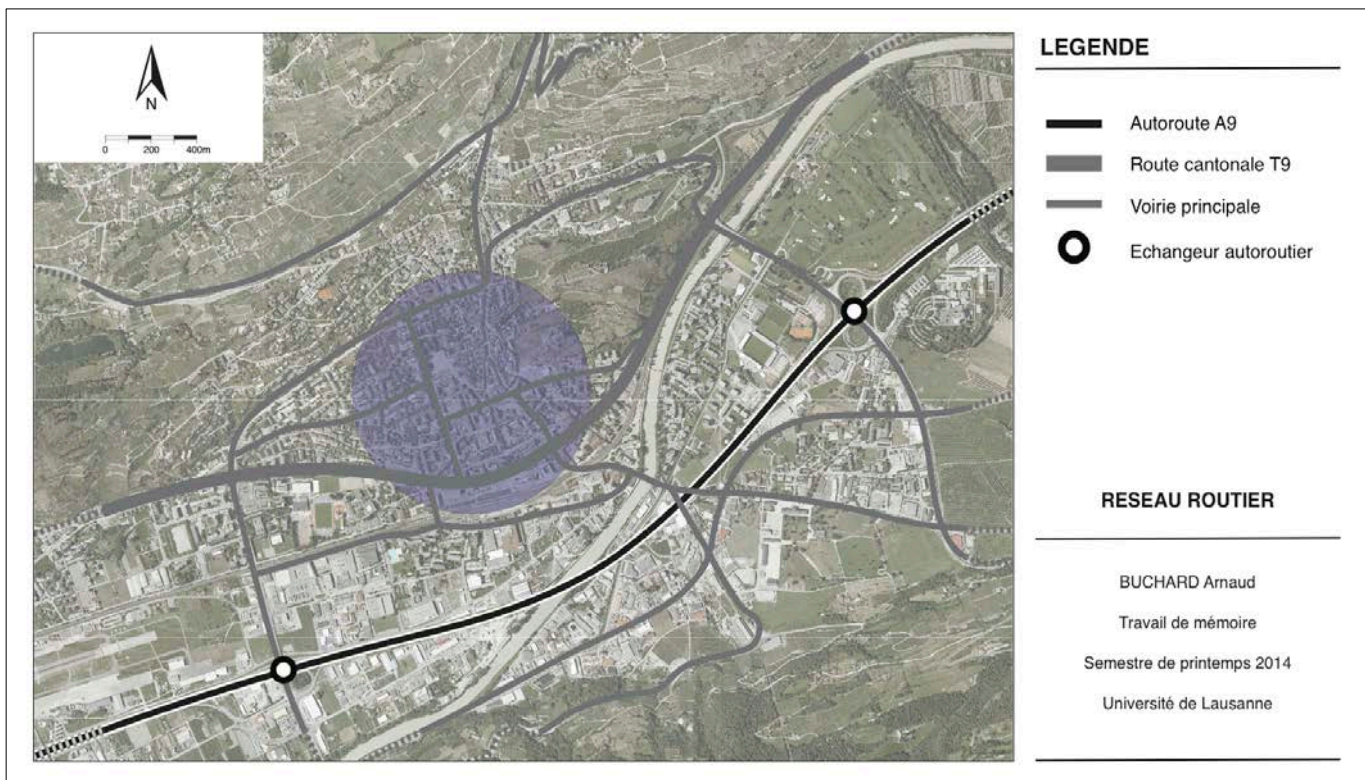 N
0 200 400m
LEGENDE
Autoroute A9
Route cantonale T9
Voirie principale
Echangeur autoroutier
RESEAU ROUTIER
BUCHARD Arnaud
Travail de mémoire
Semestre de printemps 2014
Université de Lausanne